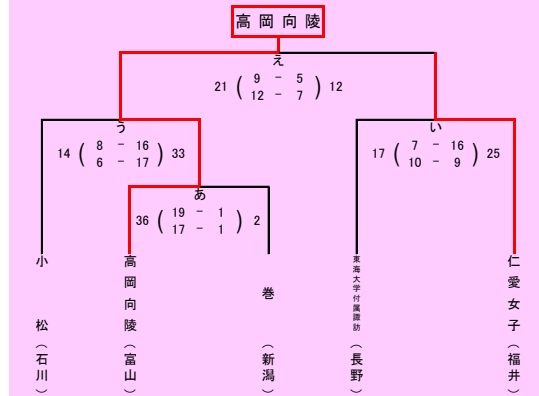 高岡向陵
え
21 ( 9 - 5 ) 12
12 - 7
う
14 ( 8 - 16 ) 33
6 - 17
い
17 ( 7 - 16 ) 25
10 - 9
あ
36 ( 19 - 1 ) 2
17 - 1
小松(石川)
高岡向陵(富山)
巻(新潟)
東海大学付属諏訪(長野)
仁愛女子(福井)